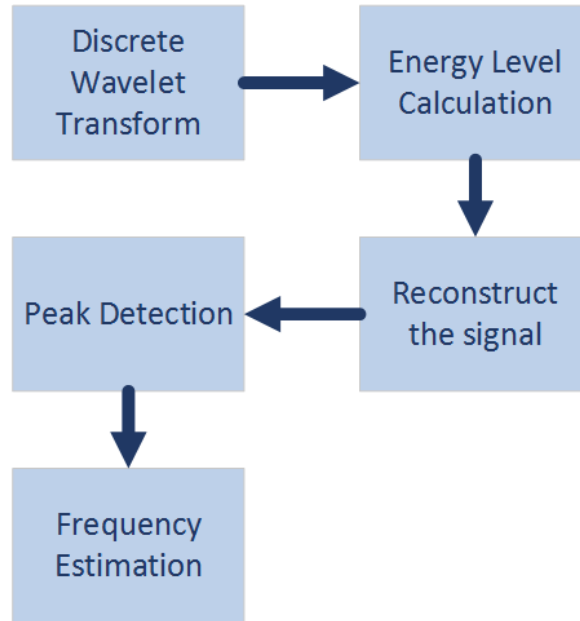 Discrete
Wavelet
Transform
Energy Level
Calculation
Reconstruct
the signal
Peak Detection
Frequency
Estimation